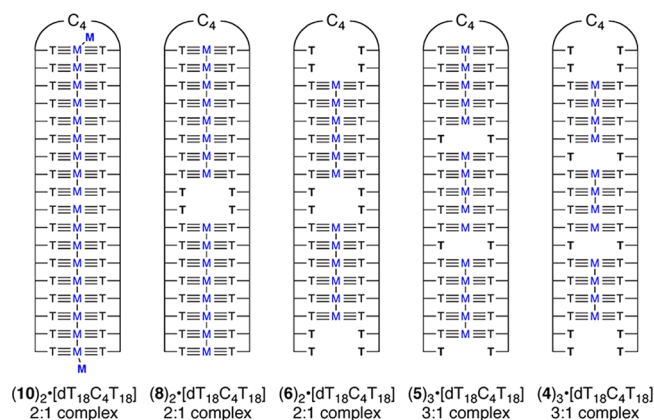 C4 C4 C4 C4 C4
M
T≡M≡T T≡M≡T T T T≡M≡T T T
T≡M≡T T≡M≡T T T T≡M≡T T T
T≡M≡T T≡M≡T T≡M≡T T≡M≡T T≡M≡T
T≡M≡T T≡M≡T T≡M≡T T≡M≡T T≡M≡T
T≡M≡T T≡M≡T T≡M≡T T≡M≡T T≡M≡T
T≡M≡T T≡M≡T T≡M≡T T T T≡M≡T
T≡M≡T T≡M≡T T≡M≡T T≡M≡T T T
T≡M≡T T≡M≡T T≡M≡T T≡M≡T T≡M≡T
T≡M≡T T T T T T≡M≡T T≡M≡T
T≡M≡T T T T T T≡M≡T T≡M≡T
T≡M≡T T≡M≡T T≡M≡T T≡M≡T T≡M≡T
T≡M≡T T≡M≡T T≡M≡T T T T T
T≡M≡T T≡M≡T T≡M≡T T≡M≡T T≡M≡T
T≡M≡T T≡M≡T T≡M≡T T≡M≡T T≡M≡T
T≡M≡T T≡M≡T T≡M≡T T≡M≡T T≡M≡T
T≡M≡T T≡M≡T T≡M≡T T≡M≡T T≡M≡T
T≡M≡T T≡M≡T T T T≡M≡T T T
T≡M≡T T≡M≡T T T T T T T
M
(10)2•[dT18C4T18] (8)2•[dT18C4T18] (6)2•[dT18C4T18] (5)3•[dT18C4T18] (4)3•[dT18C4T18]
2:1 complex 2:1 complex 2:1 complex 3:1 complex 3:1 complex